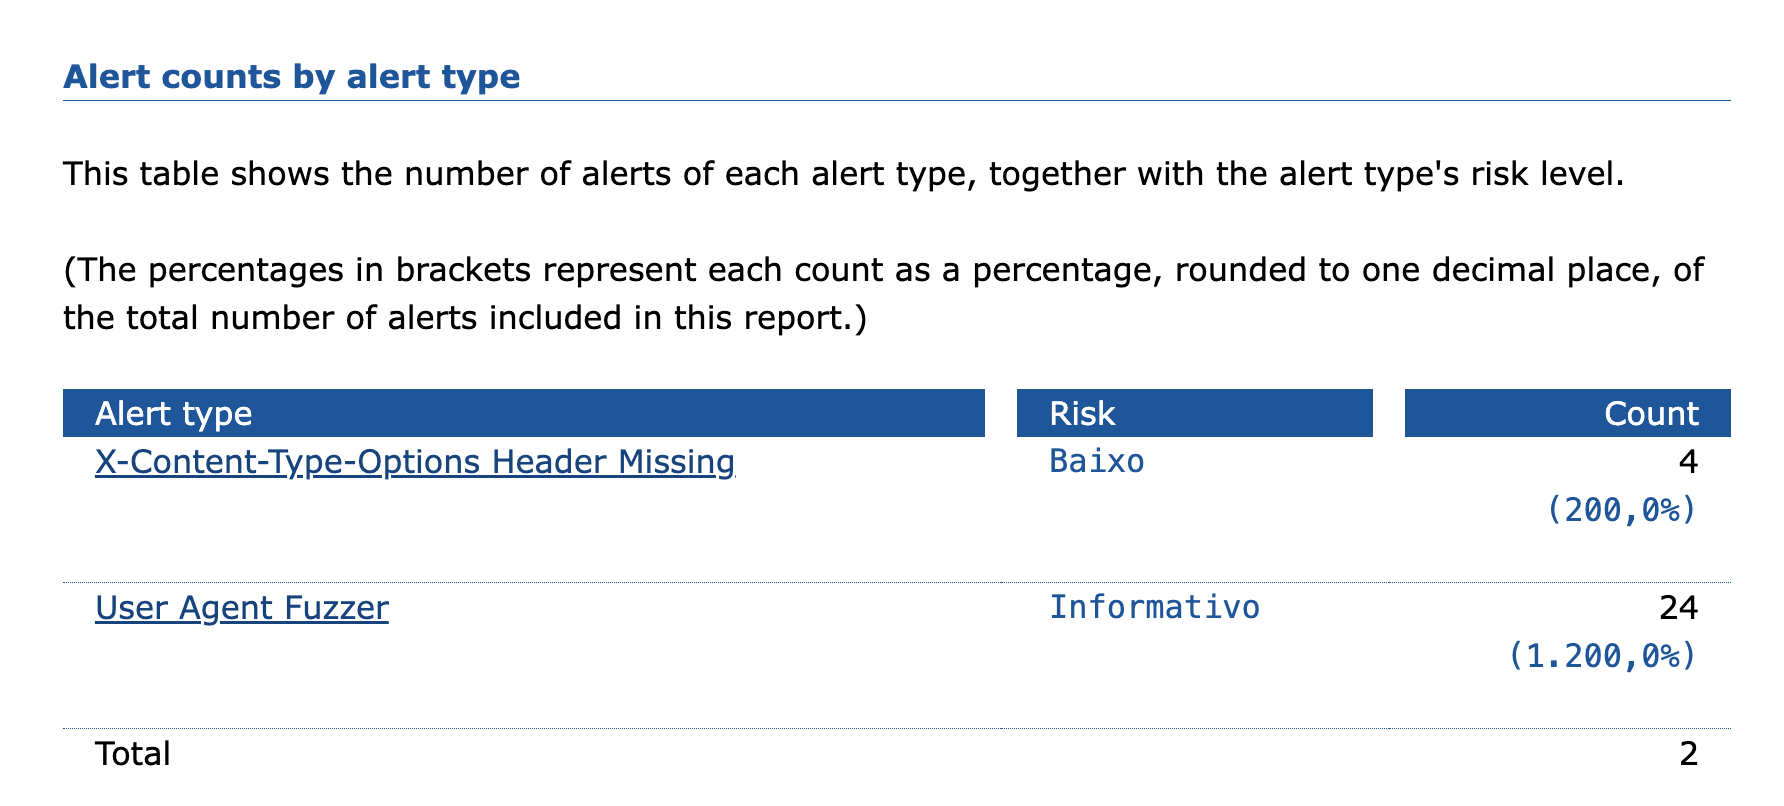 Alert counts by alert type
This table shows the number of alerts of each alert type, together with the alert type's risk level.
(The percentages in brackets represent each count as a percentage, rounded to one decimal place, of
the total number of alerts included in this report.)
Alert type Risk Count
X-Content-Type-Options Header Missing Baixo 4
(200,0%)
User Agent Fuzzer Informativo 24
(1.200,0%)
Total 2